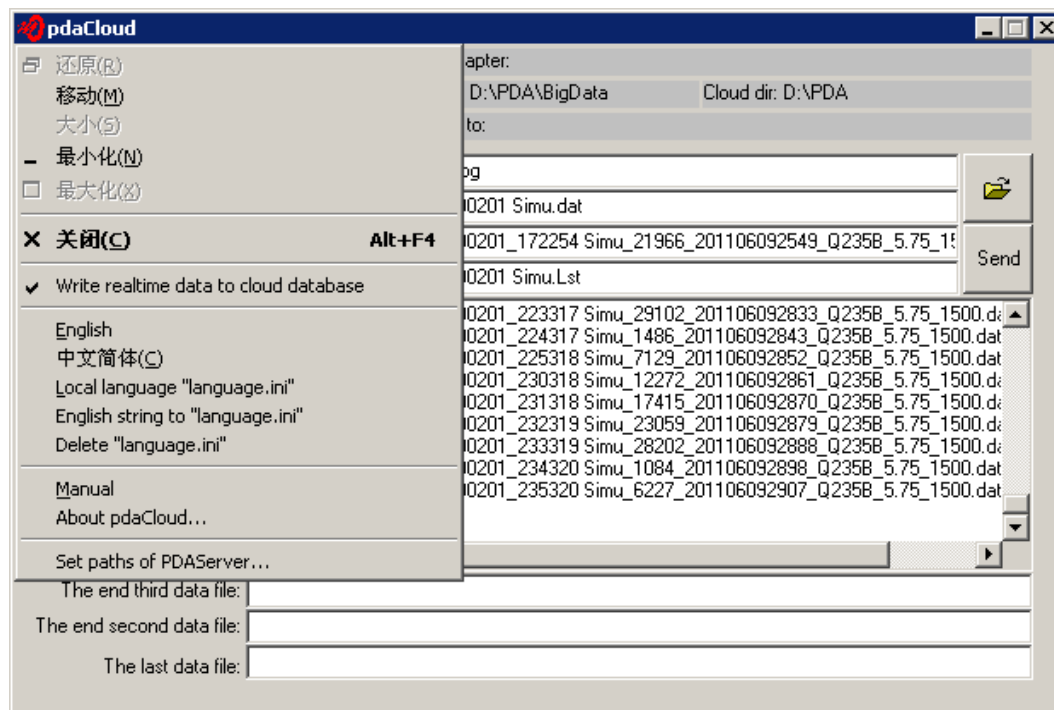 pdaCloud
还原(R)
移动(M)
大小(S)
最小化(N)
最大化(X)
关闭(C) Alt+F4
Write realtime data to cloud database
English
中文简体(C)
Local language "language.ini"
English string to "language.ini"
Delete "language.ini"
Manual
About pdaCloud...
Set paths of PDAServer...
apter:
D:\PDA\BigData Cloud dir: D:\PDA
to:
og
00201 Simu.dat
00201_172254 Simu_21966_201106092549_Q235B_5.75_15
00201 Simu.Lst
Send
00201_223317 Simu_29102_201106092833_Q235B_5.75_1500.da
00201_224317 Simu_1486_201106092843_Q235B_5.75_1500.dat
00201_225318 Simu_7129_201106092852_Q235B_5.75_1500.dat
00201_230318 Simu_12272_201106092861_Q235B_5.75_1500.da
00201_231318 Simu_17415_201106092870_Q235B_5.75_1500.da
00201_232319 Simu_23059_201106092879_Q235B_5.75_1500.da
00201_233319 Simu_28202_201106092888_Q235B_5.75_1500.da
00201_234320 Simu_1084_201106092898_Q235B_5.75_1500.dat
00201_235320 Simu_6227_201106092907_Q235B_5.75_1500.dat
The end third data file:
The end second data file:
The last data file: